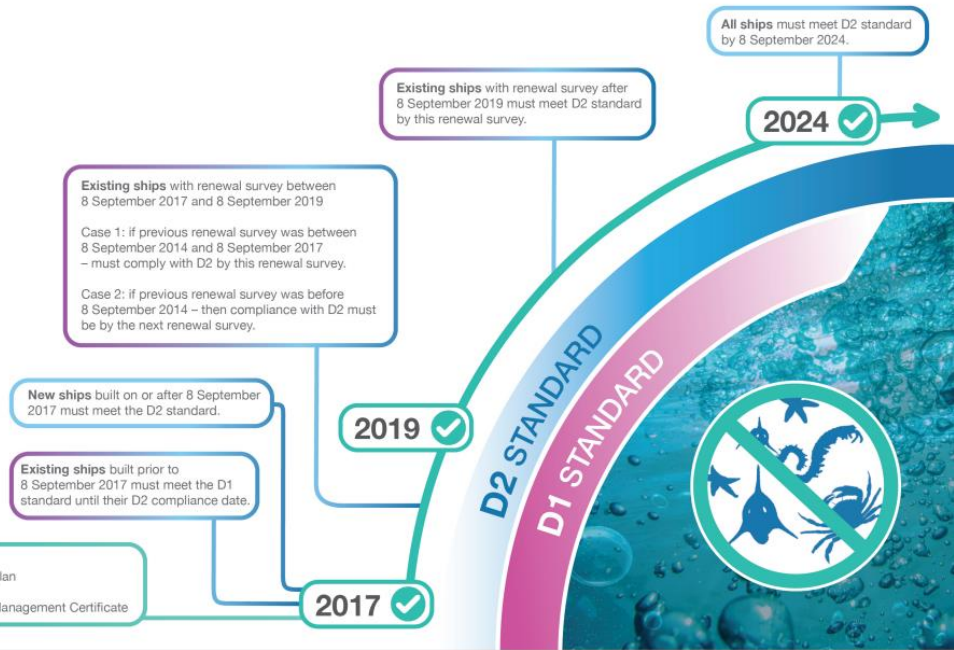 All ships must meet D2 standard
by 8 September 2024.
Existing ships with renewal survey after
8 September 2019 must meet D2 standard
by this renewal survey.
2024
Existing ships with renewal survey between
8 September 2017 and 8 September 2019
Case 1: if previous renewal survey was between
8 September 2014 and 8 September 2017
– must comply with D2 by this renewal survey.
Case 2: if previous renewal survey was before
8 September 2014 – then compliance with D2 must
be by the next renewal survey.
New ships built on or after 8 September
2017 must meet the D2 standard.
2019
Existing ships built prior to
8 September 2017 must meet the D1
standard until their D2 compliance date.
D2 STANDARD
D1 STANDARD
Management Certificate
2017